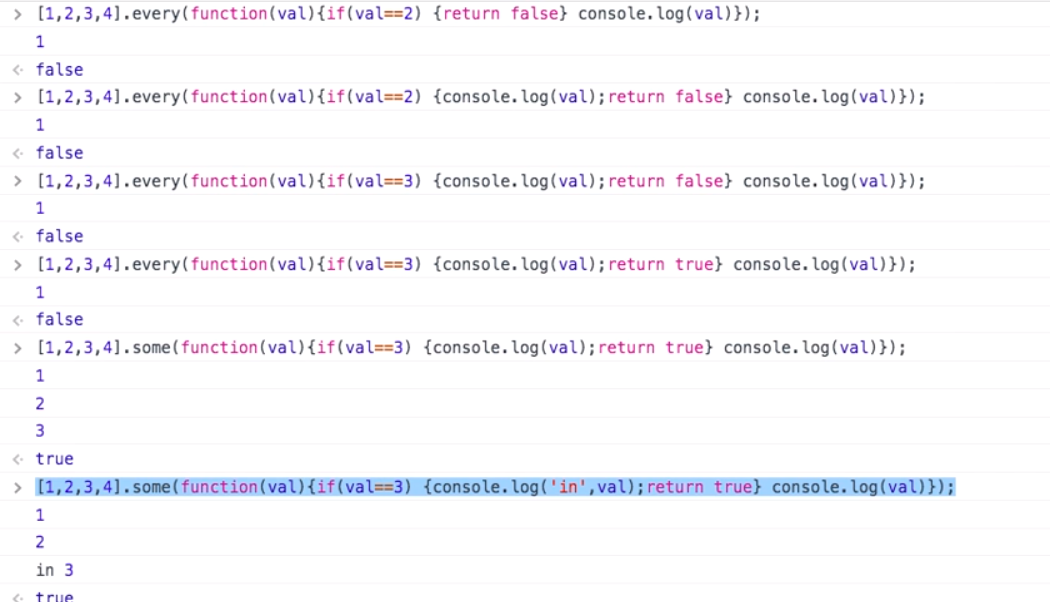 > [1,2,3,4].every(function(val){if(val==2) {return false} console.log(val)});
1
< false
> [1,2,3,4].every(function(val){if(val==2) {console.log(val);return false} console.log(val)});
1
< false
> [1,2,3,4].every(function(val){if(val==3) {console.log(val);return false} console.log(val)});
1
< false
> [1,2,3,4].every(function(val){if(val==3) {console.log(val);return true} console.log(val)});
1
< false
> [1,2,3,4].some(function(val){if(val==3) {console.log(val);return true} console.log(val)});
1
2
3
< true
> [1,2,3,4].some(function(val){if(val==3) {console.log('in',val);return true} console.log(val)});
1
2
in 3
< true